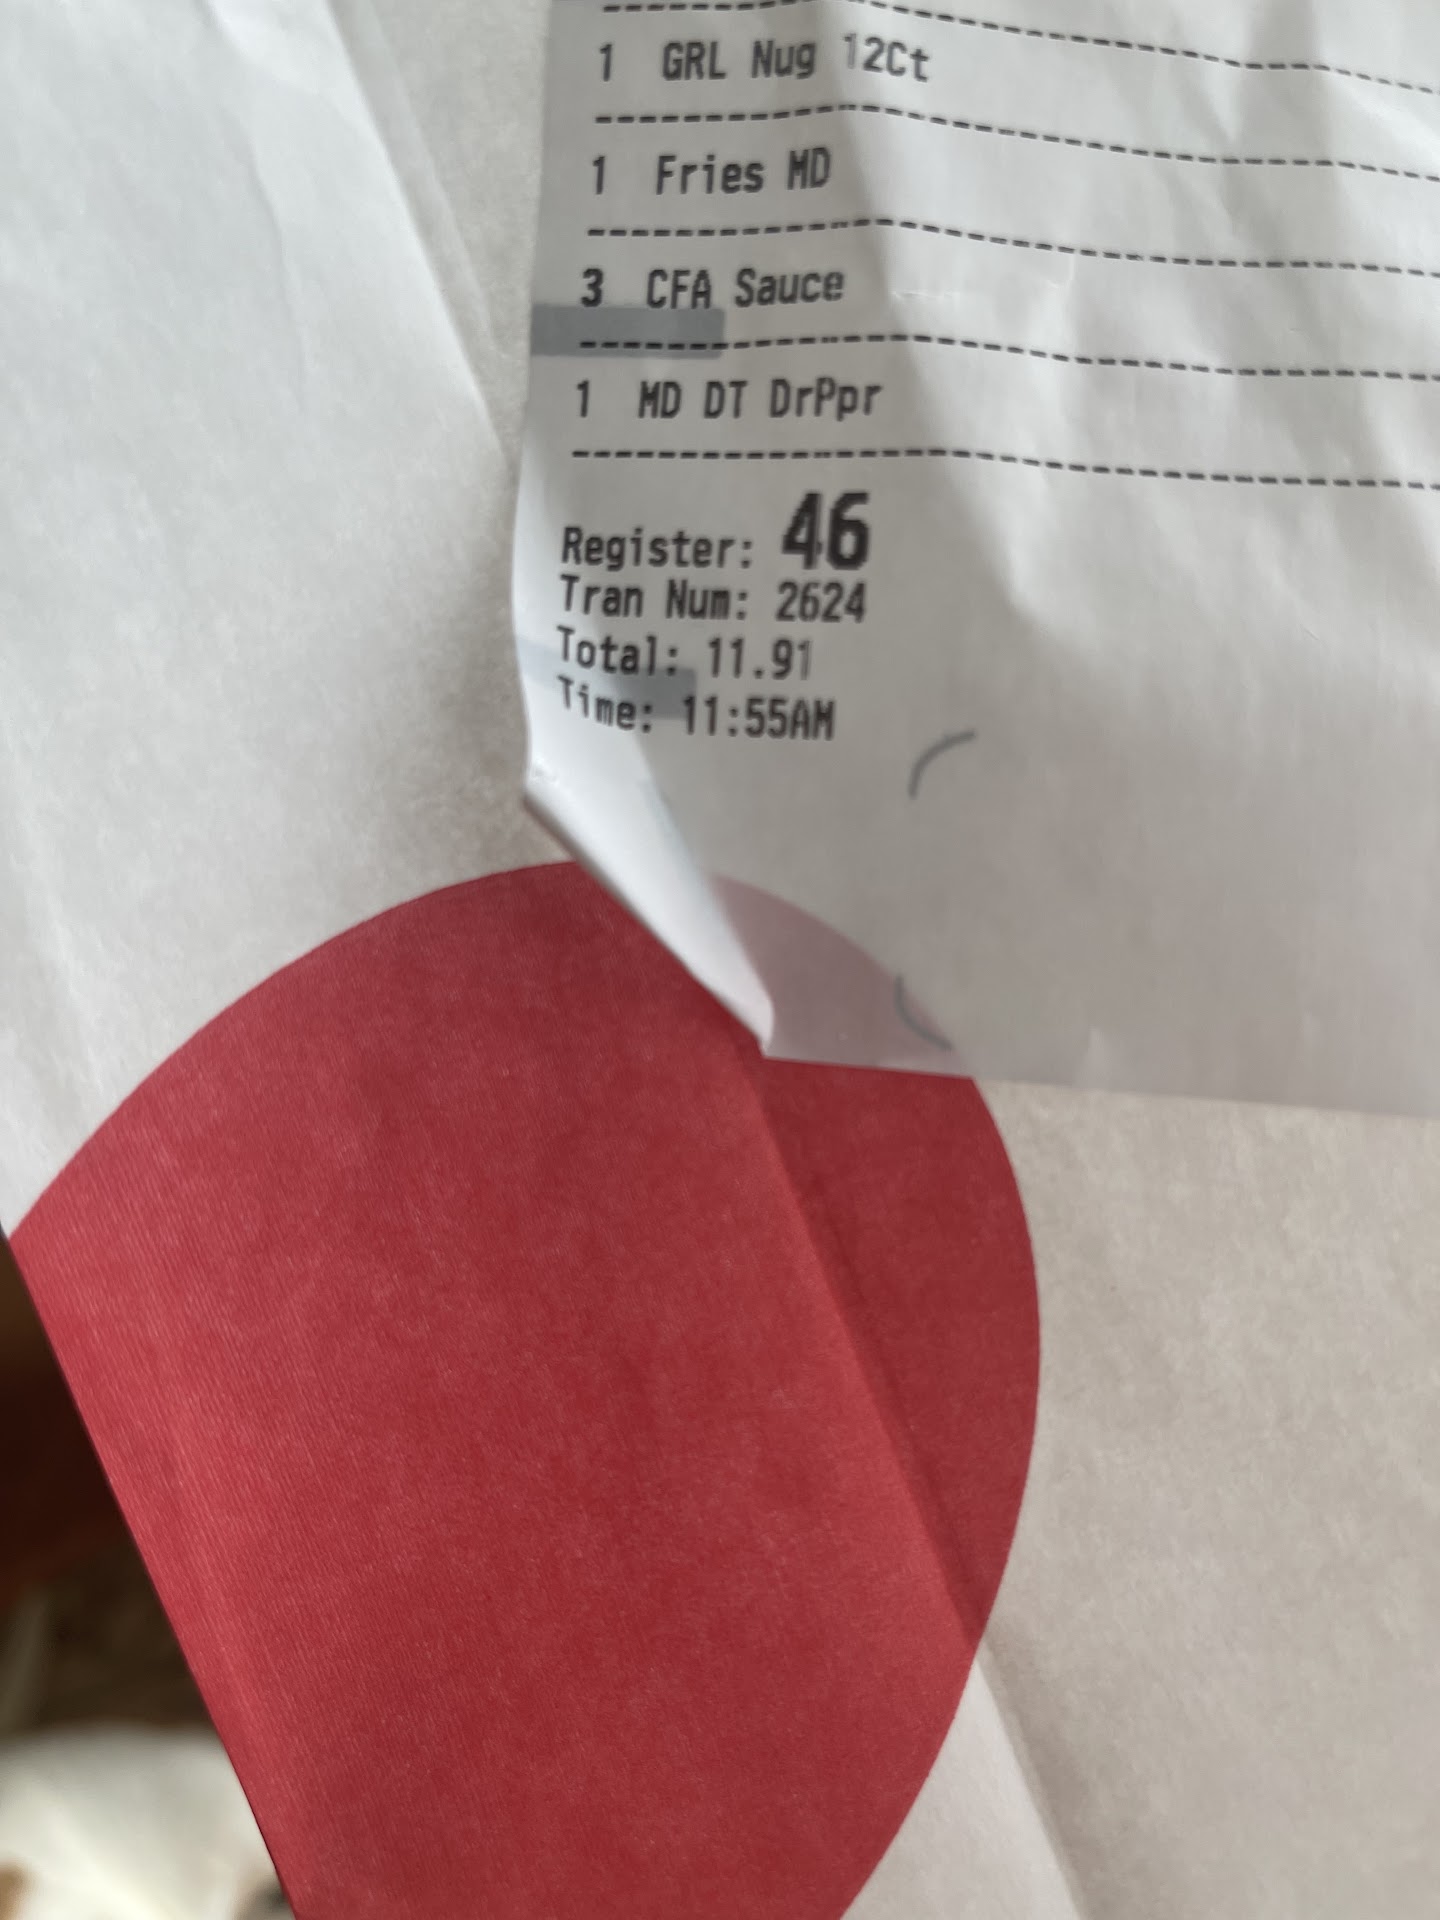 1 GRL Nug 12Ct
1 Fries MD
3 CFA Sauce
1 MD DT DrPpr
Register: 46
Tran Num: 2624
Total: 11.91
Time: 11:55AM